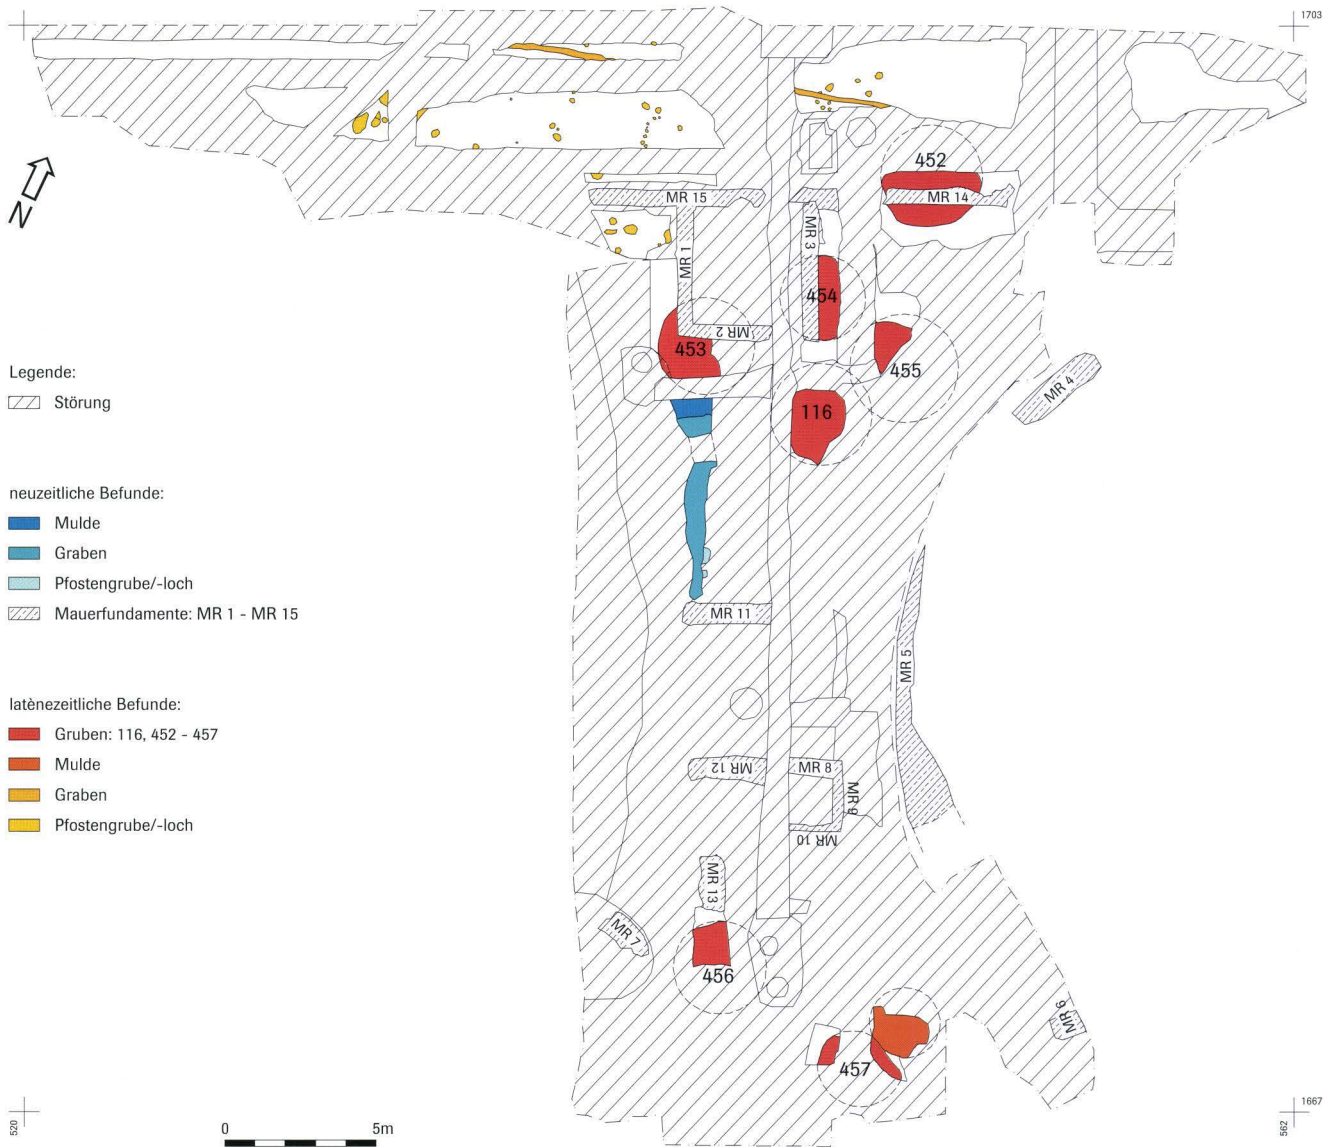 1703
452
MR 15
MR 14
MR 3
MR 1
454
MR 2
453
455
N
MR 4
116
Legende:
Störung
neuzeitliche Befunde:
Mulde
Graben
Pfostengrube/-loch
Mauerfundamente: MR 1 - MR 15
MR 11
MR 5
latènezeitliche Befunde:
Gruben: 116, 452 - 457
Mulde
Graben
Pfostengrube/-loch
MR 12
MR 8
MR 9
MR 10
MR 13
MR 7
456
MR 6
457
1667
520
562
0
5m